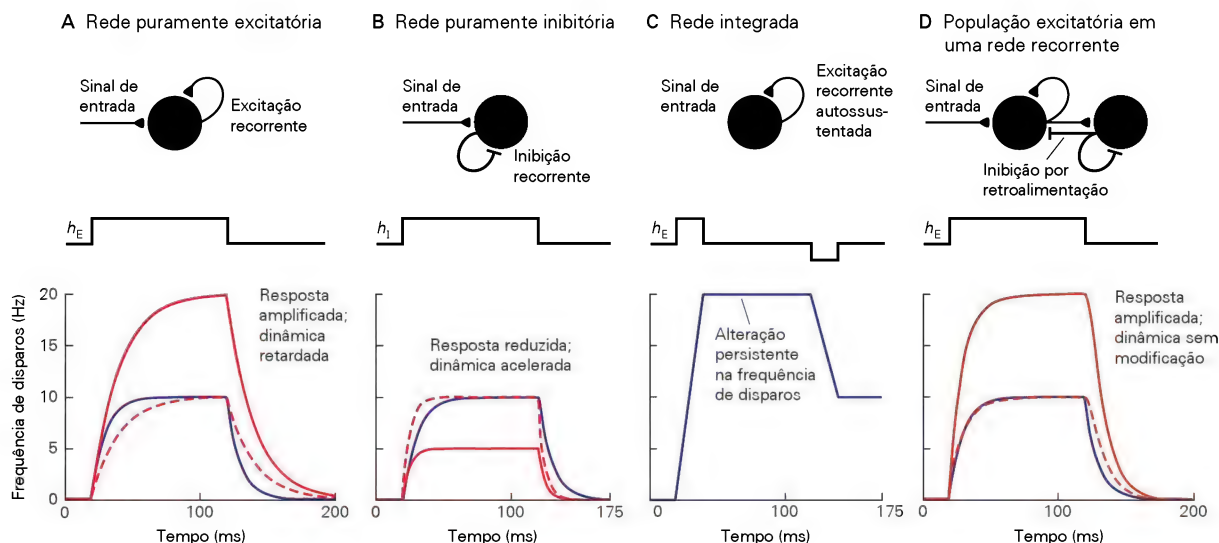 A Rede puramente excitatória
Sinal de
entrada
Excitação
recorrente
hE
Frequência de disparos (Hz)
20
15
10
5
0
Resposta
amplificada;
dinâmica
retardada
0
100
200
Tempo (ms)
B Rede puramente inibitória
Sinal de
entrada
Inibição
recorrente
hI
Resposta reduzida;
dinâmica acelerada
0
100
175
Tempo (ms)
C Rede integrada
Sinal de
entrada
Excitação
recorrente
autossus-
tentada
hE
Alteração
persistente
na frequência
de disparos
0
100
175
Tempo (ms)
D População excitatória em
uma rede recorrente
Sinal de
entrada
Inibição por
retroalimentação
hE
Resposta
amplificada;
dinâmica sem
modificação
0
100
200
Tempo (ms)